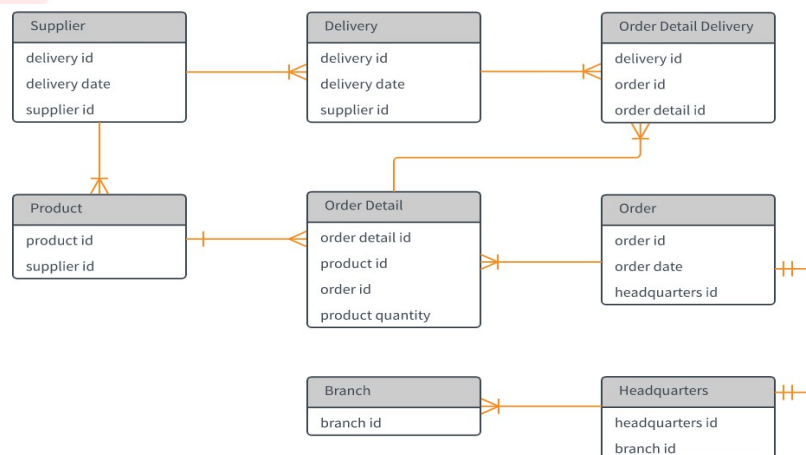 Supplier
delivery id
delivery date
supplier id
Delivery
delivery id
delivery date
supplier id
Order Detail Delivery
delivery id
order id
order detail id
Product
product id
supplier id
Order Detail
order detail id
product id
order id
product quantity
Order
order id
order date
headquarters id
Branch
branch id
Headquarters
headquarters id
branch id